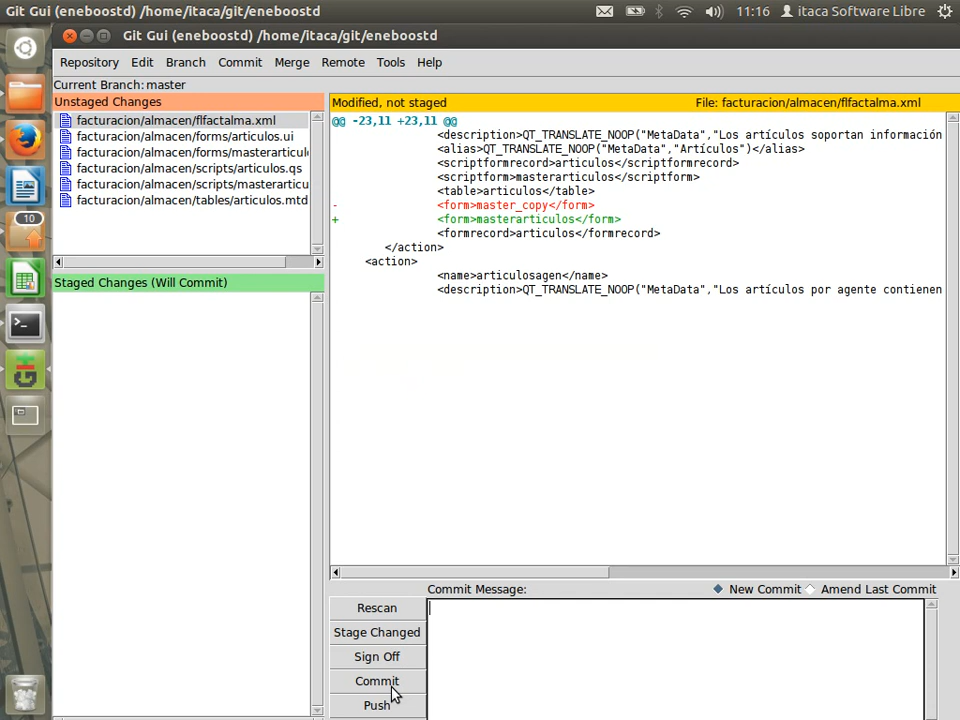 Git Gui (eneboostd) /home/itaca/git/eneboostd
11:16 itaca Software Libre
Git Gui (eneboostd) /home/itaca/git/eneboostd
Repository Edit Branch Commit Merge Remote Tools Help
Current Branch: master
Unstaged Changes
facturacion/almacen/flfactalma.xml
facturacion/almacen/forms/articulos.ui
facturacion/almacen/forms/masterarticul
facturacion/almacen/scripts/articulos.qs
facturacion/almacen/scripts/masterarticu
facturacion/almacen/tables/articulos.mtd
10
Staged Changes (Will Commit)
Modified, not staged File: facturacion/almacen/flfactalma.xml
@@ -23,11 +23,11 @@
<description>QT_TRANSLATE_NOOP("MetaData","Los artículos soportan información
<alias>QT_TRANSLATE_NOOP("MetaData","Artículos")</alias>
<scriptformrecord>articulos</scriptformrecord>
<scriptform>masterarticulos</scriptform>
<table>articulos</table>
- <form>master_copy</form>
+ <form>masterarticulos</form>
<formrecord>articulos</formrecord>
</action>
<action>
<name>articulosagen</name>
<description>QT_TRANSLATE_NOOP("MetaData","Los artículos por agente contienen
Commit Message: New Commit Amend Last Commit
Rescan
Stage Changed
Sign Off
Commit
Push